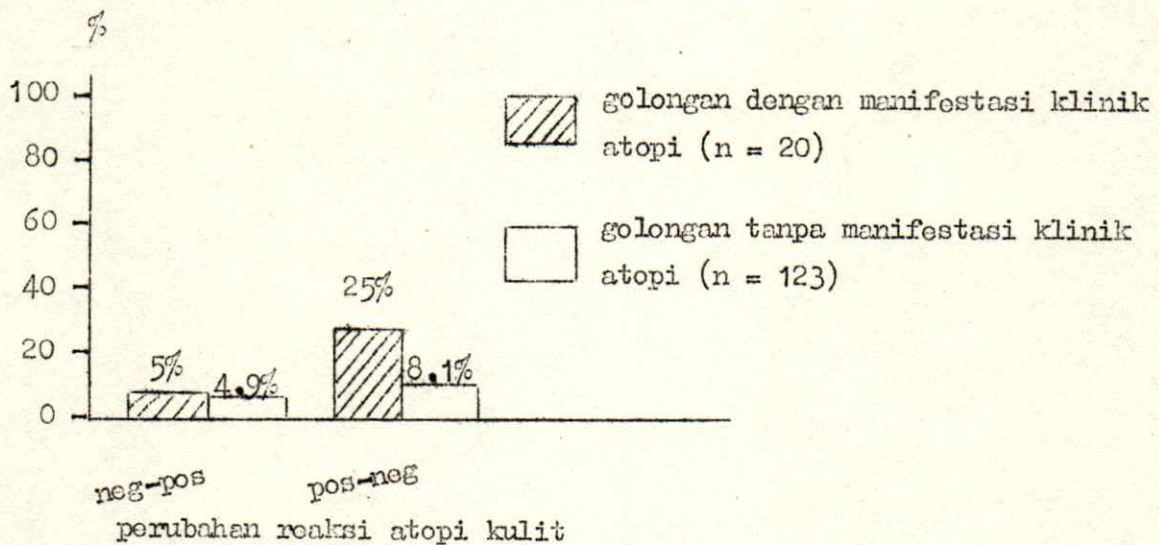 %
100
80
60
40
20
0
5%
4.9%
25%
8.1%
neg-pos
pos-neg
perubahan reaksi atopi kulit
golongan dengan manifestasi klinik
atopi (n = 20)
golongan tanpa manifestasi klinik
atopi (n = 123)